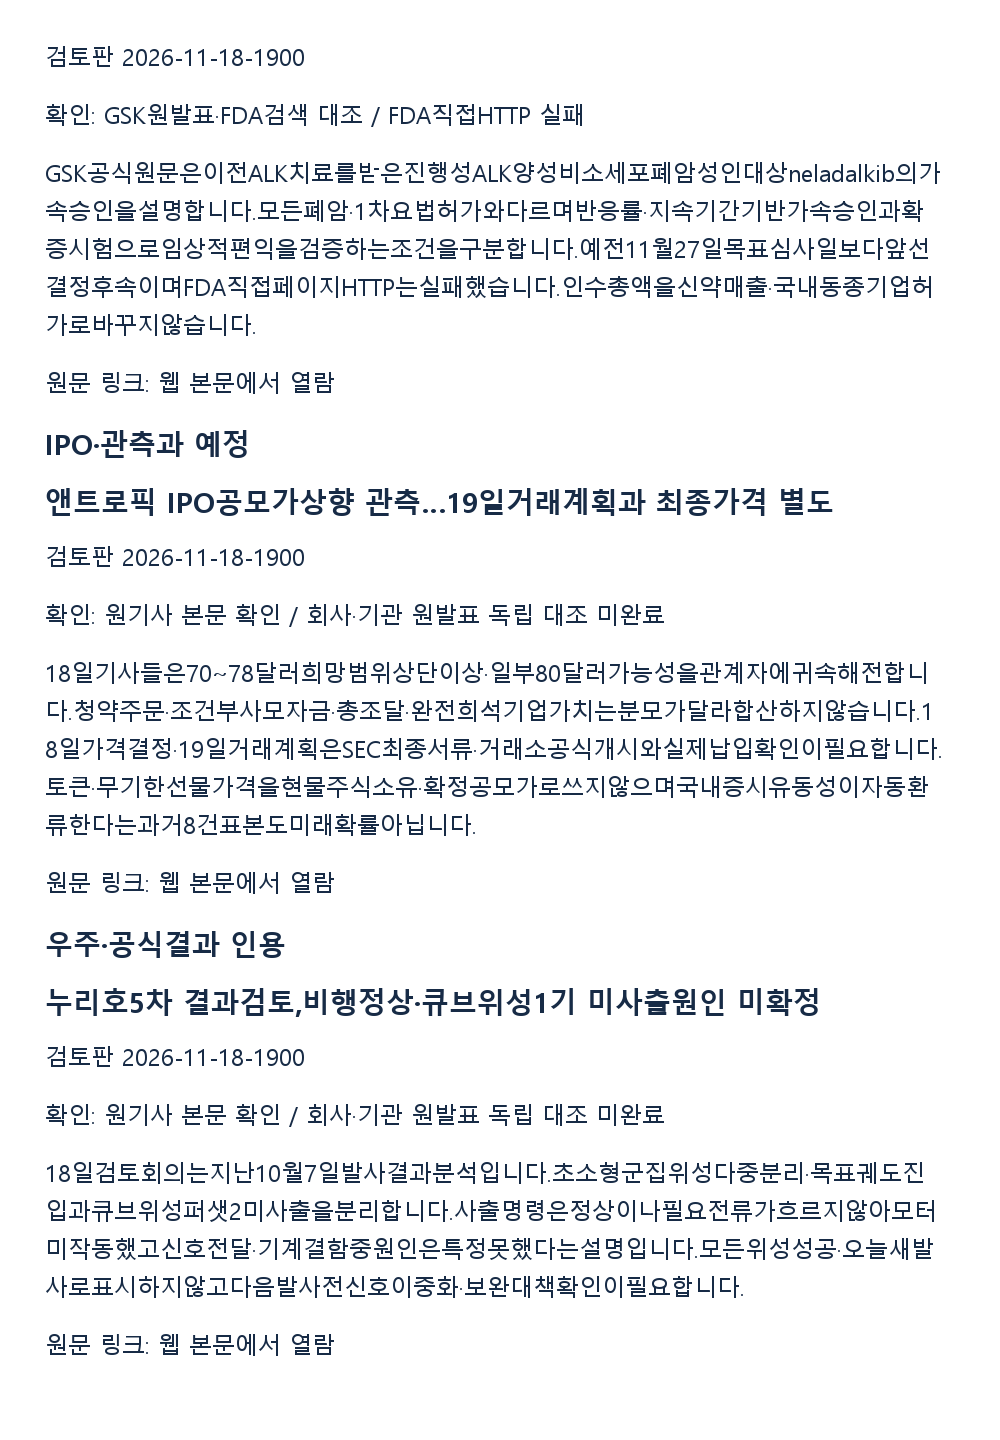 검토판 2026-11-18-1900
확인: GSK원발표·FDA검색 대조 / FDA직접HTTP 실패
GSK공식원문은이전ALK치료를받은진행성ALK양성비소세포폐암성인대상neladalkib의가
속승인을설명합니다.모든폐암·1차요법허가와다르며반응률·지속기간기반가속승인과확
증시험으로임상적편익을검증하는조건을구분합니다.예전11월27일목표심사일보다앞선
결정후속이며FDA직접페이지HTTP는실패했습니다.인수총액을신약매출·국내동종기업허
가로바꾸지않습니다.
원문 링크: 웹 본문에서 열람
IPO·관측과 예정
앤트로픽 IPO공모가상향 관측…19일거래계획과 최종가격 별도
검토판 2026-11-18-1900
확인: 원기사 본문 확인 / 회사·기관 원발표 독립 대조 미완료
18일기사들은70~78달러희망범위상단이상·일부80달러가능성을관계자에귀속해전합니
다.청약주문·조건부사모자금·총조달·완전희석기업가치는분모가달라합산하지않습니다.1
8일가격결정·19일거래계획은SEC최종서류·거래소공식개시와실제납입확인이필요합니다.
토큰·무기한선물가격을현물주식소유·확정공모가로쓰지않으며국내증시유동성이자동환
류한다는과거8건표본도미래확률아닙니다.
원문 링크: 웹 본문에서 열람
우주·공식결과 인용
누리호5차 결과검토,비행정상·큐브위성1기 미사출원인 미확정
검토판 2026-11-18-1900
확인: 원기사 본문 확인 / 회사·기관 원발표 독립 대조 미완료
18일검토회의는지난10월7일발사결과분석입니다.초소형군집위성다중분리·목표궤도진
입과큐브위성퍼샛2미사출을분리합니다.사출명령은정상이나필요전류가흐르지않아모터
미작동했고신호전달·기계결함중원인은특정못했다는설명입니다.모든위성성공·오늘새발
사로표시하지않고다음발사전신호이중화·보완대책확인이필요합니다.
원문 링크: 웹 본문에서 열람